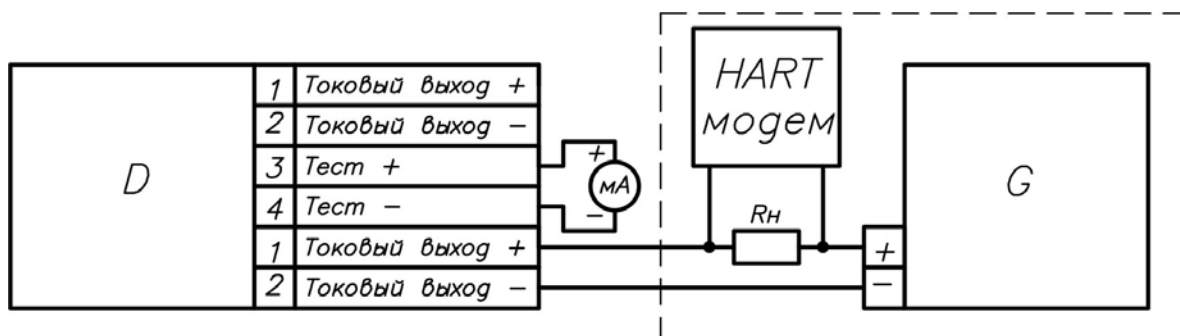 HART
модем
1 Токовый выход +
2 Токовый выход -
D
3 Тест +
+
мА
-
G
4 Тест -
Rн
1 Токовый выход +
+
2 Токовый выход -
-